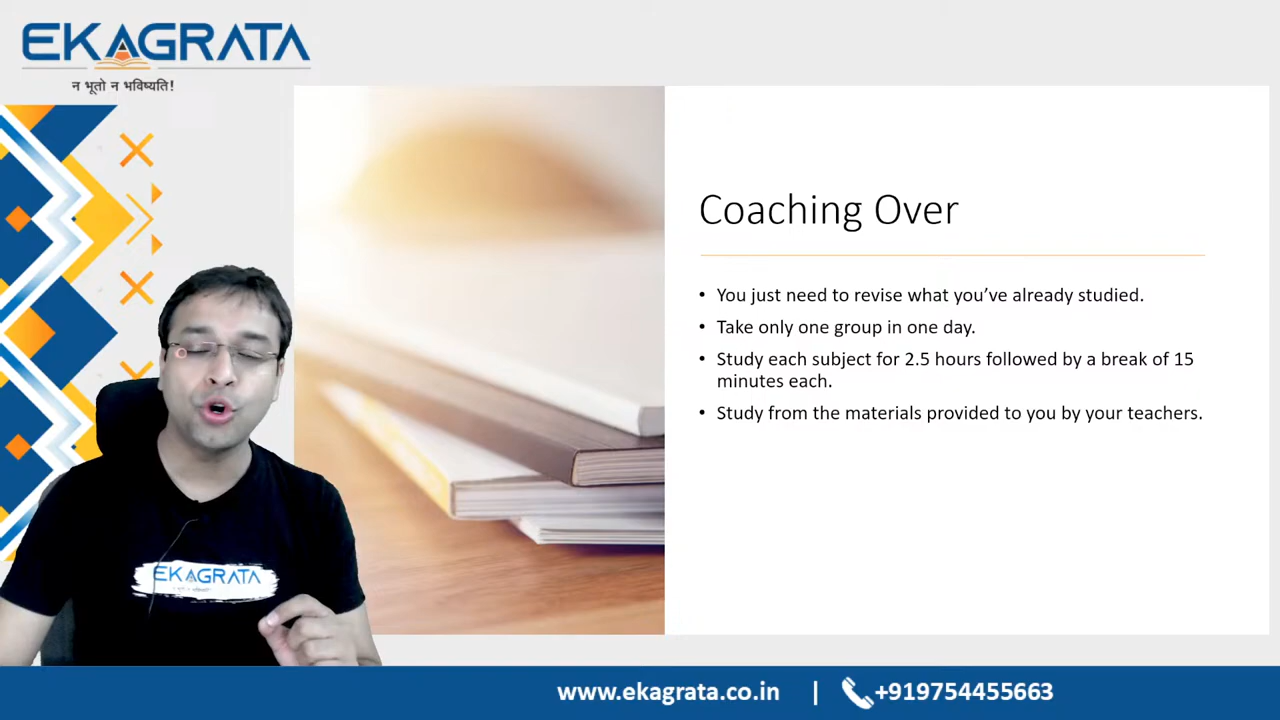 EKAGRATA
न भूतो न भविष्यति!
Coaching Over
• You just need to revise what you’ve already studied.
• Take only one group in one day.
• Study each subject for 2.5 hours followed by a break of 15
minutes each.
• Study from the materials provided to you by your teachers.
EKAGRATA
www.ekagrata.co.in | +919754455663